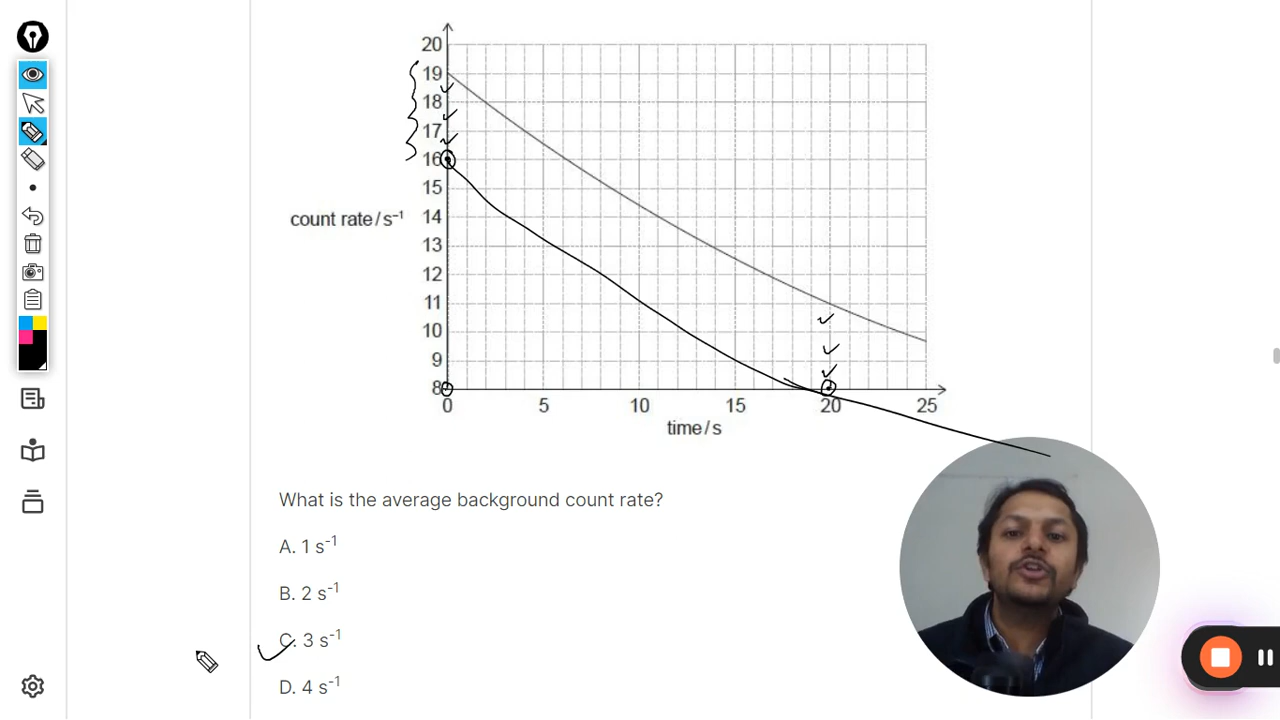 20
19
18
17
16
15
count rate/s⁻¹ 14
13
12
11
10
9
8
0 5 10 15 20 25
time/s
What is the average background count rate?
A. 1 s⁻¹
B. 2 s⁻¹
C. 3 s⁻¹
D. 4 s⁻¹